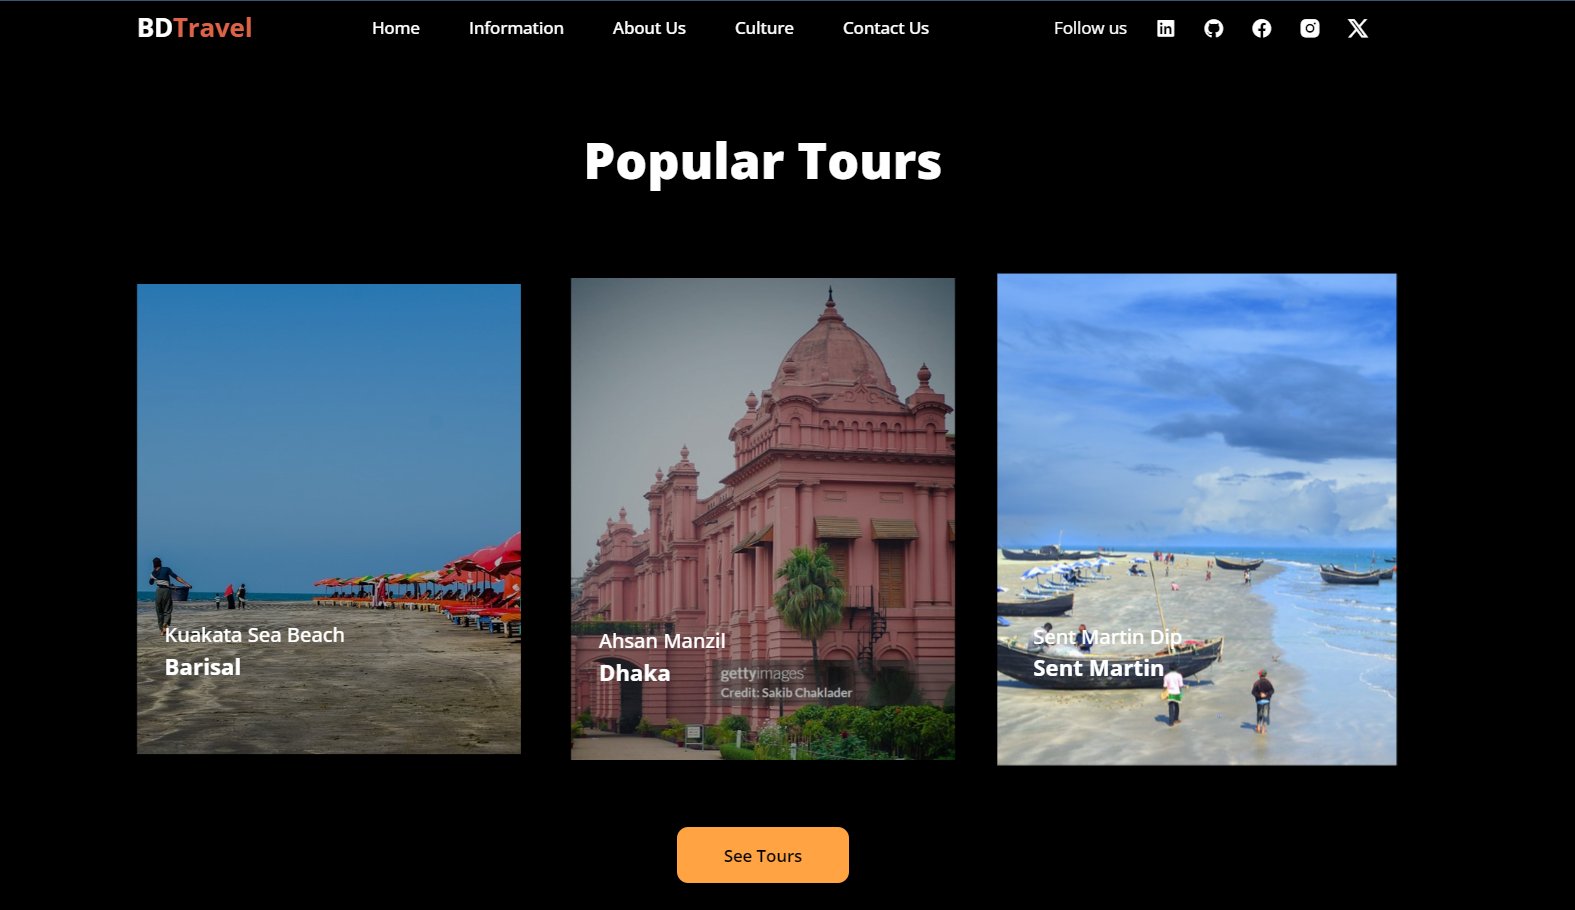 BDTravel Home Information About Us Culture Contact Us Follow us
Popular Tours
Kuakata Sea Beach
Barisal
Ahsan Manzil
Dhaka
gettyimages
Credit: Sakib Chaklader
Sent Martin Dip
Sent Martin
See Tours